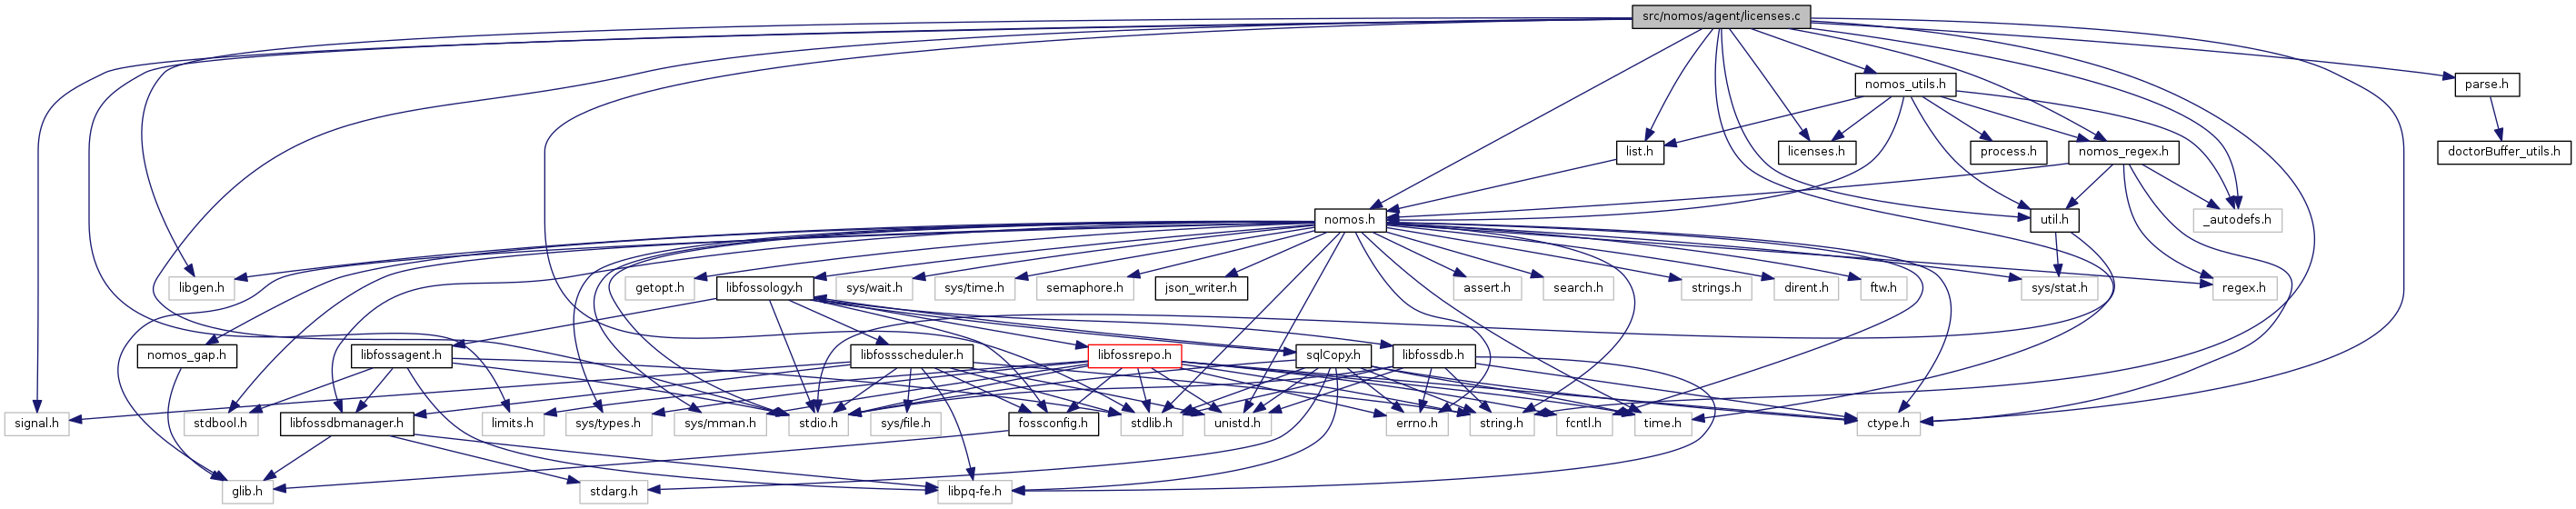 src/nomos/agent/licenses.c
nomos_utils.h
parse.h
list.h
licenses.h
process.h
nomos_regex.h
doctorBuffer_utils.h
nomos.h
util.h
_autodefs.h
libgen.h
getopt.h
libfossology.h
sys/wait.h
sys/time.h
semaphore.h
json_writer.h
assert.h
search.h
strings.h
dirent.h
ftw.h
sys/stat.h
regex.h
nomos_gap.h
libfossagent.h
libfossscheduler.h
libfossrepo.h
sqlCopy.h
libfossdb.h
signal.h
stdbool.h
libfossdbmanager.h
limits.h
sys/types.h
sys/mman.h
stdio.h
sys/file.h
fossconfig.h
stdlib.h
unistd.h
errno.h
string.h
fcntl.h
time.h
ctype.h
glib.h
stdarg.h
libpq-fe.h